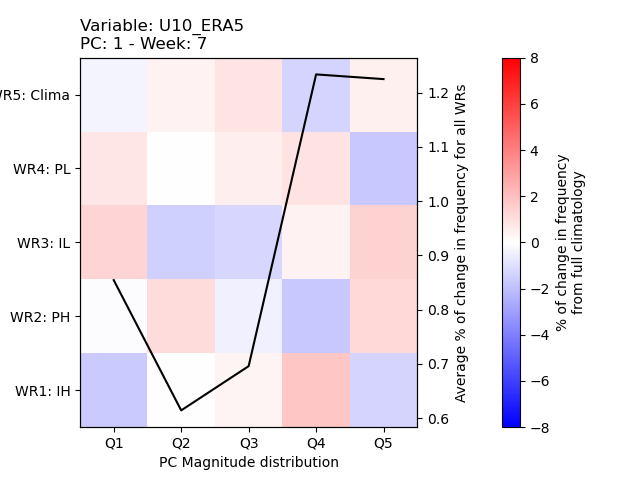 Variable: U10_ERA5
PC: 1 - Week: 7
WR5: Clima
WR4: PL
WR3: IL
WR2: PH
WR1: IH
Q1 Q2 Q3 Q4 Q5
PC Magnitude distribution
1.2
1.1
1.0
0.9
0.8
0.7
0.6
Average % of change in frequency for all WRs
8
6
4
2
0
−2
−4
−6
−8
% of change in frequency
from full climatology